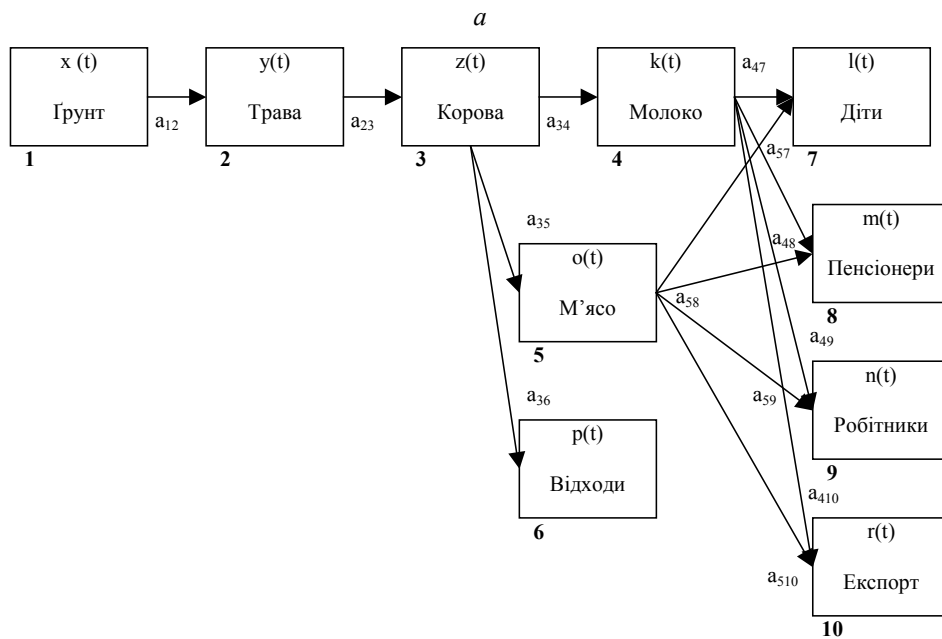 a
x (t)
Ґрунт
1
a12
y(t)
Трава
2
a23
z(t)
Корова
3
a34
k(t)
Молоко
4
a47
l(t)
Діти
7
a57
a35
o(t)
М’ясо
5
a58
a48
m(t)
Пенсіонери
8
a49
a36
p(t)
Відходи
6
a59
n(t)
Робітники
9
a410
a510
r(t)
Експорт
10